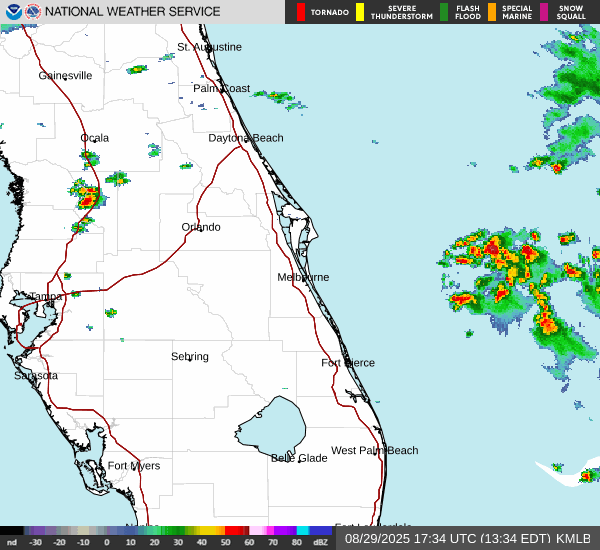 NATIONAL WEATHER SERVICE
TORNADO
SEVERE
THUNDERSTORM
FLASH
FLOOD
SPECIAL
MARINE
SNOW
SQUALL
St. Augustine
Gainesville
Palm Coast
Ocala
Daytona Beach
Orlando
Melbourne
Tampa
Sebring
Fort Pierce
Sarasota
West Palm Beach
Belle Glade
Fort Myers
nd -30 -20 -10 0 10 20 30 40 50 60 70 80 dBZ
08/29/2025 17:34 UTC (13:34 EDT) KMLB